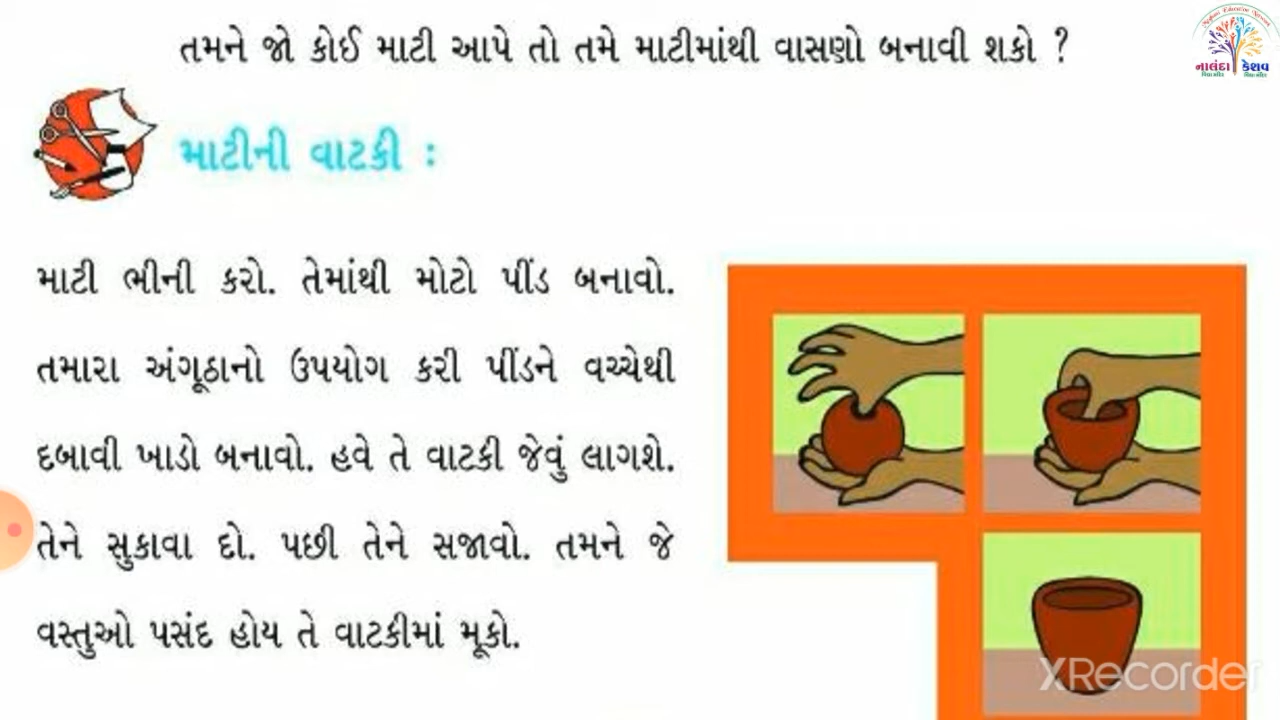 તમને જો કોઈ માટી આપે તો તમે માટીમાંથી વાસણો બનાવી શકો ?
માટીની વાટકી :
માટી ભીની કરો. તેમાંથી મોટો પીંડ બનાવો.
તમારા અંગૂઠાનો ઉપયોગ કરી પીંડને વચ્ચેથી
દબાવી ખાડો બનાવો. હવે તે વાટકી જેવું લાગશે.
તેને સુકાવા દો. પછી તેને સજાવો. તમને જે
વસ્તુઓ પસંદ હોય તે વાટકીમાં મૂકો.
નાલંદા કેશવ
વિદ્યા મંદિર વિદ્યા મંદિર
XRecorder